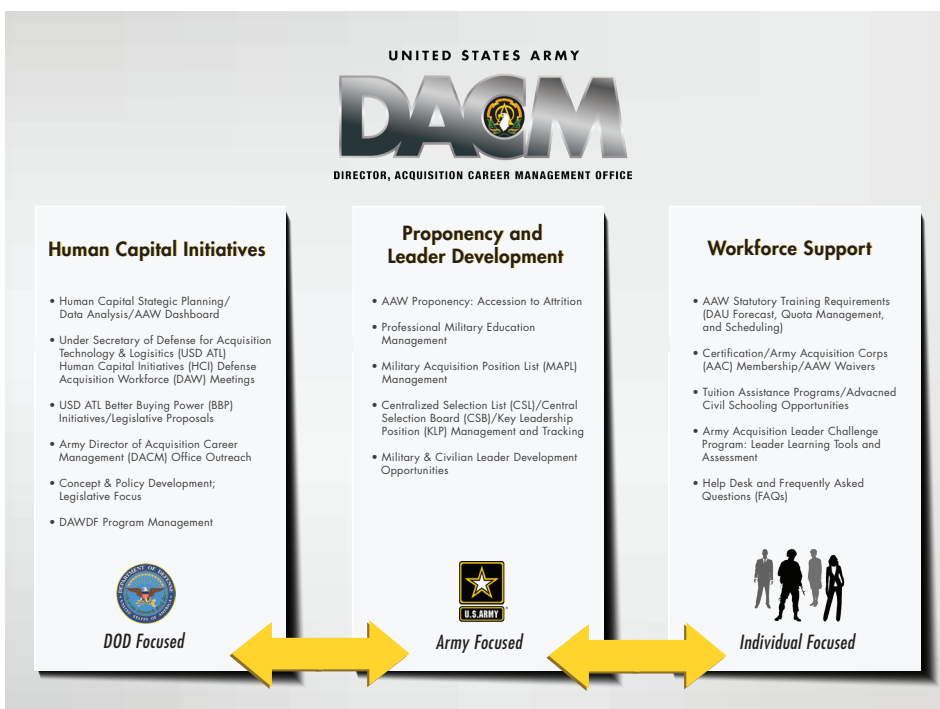 UNITED STATES ARMY
DACM
DIRECTOR, ACQUISITION CAREER MANAGEMENT OFFICE
Human Capital Initiatives
• Human Capital Stategic Planning/
Data Analysis/AAW Dashboard
• Under Secretary of Defense for Acquisition
Technology & Logisitics (USD ATL)
Human Capital Initiatives (HCI) Defense
Acquisition Workforce (DAW) Meetings
• USD ATL Better Buying Power (BBP)
Initiatives/Legislative Proposals
• Army Director of Acquisition Career
Management (DACM) Office Outreach
• Concept & Policy Development;
Legislative Focus
• DAWDF Program Management
DEPARTMENT OF DEFENSE
UNITED STATES OF AMERICA
DOD Focused
Proponency and
Leader Development
• AAW Proponency: Accession to Attrition
• Professional Military Education
Management
• Military Acquisition Position List (MAPL)
Management
• Centralized Selection List (CSL)/Central
Selection Board (CSB)/Key Leadership
Position (KLP) Management and Tracking
• Military & Civilian Leader Development
Opportunities
U.S.ARMY
Army Focused
Workforce Support
• AAW Statutory Training Requirements
(DAU Forecast, Quota Management,
and Scheduling)
• Certification/Army Acquisition Corps
(AAC) Membership/AAW Waivers
• Tuition Assistance Programs/Advacned
Civil Schooling Opportunities
• Army Acquisition Leader Challenge
Program: Leader Learning Tools and
Assessment
• Help Desk and Frequently Asked
Questions (FAQs)
Individual Focused